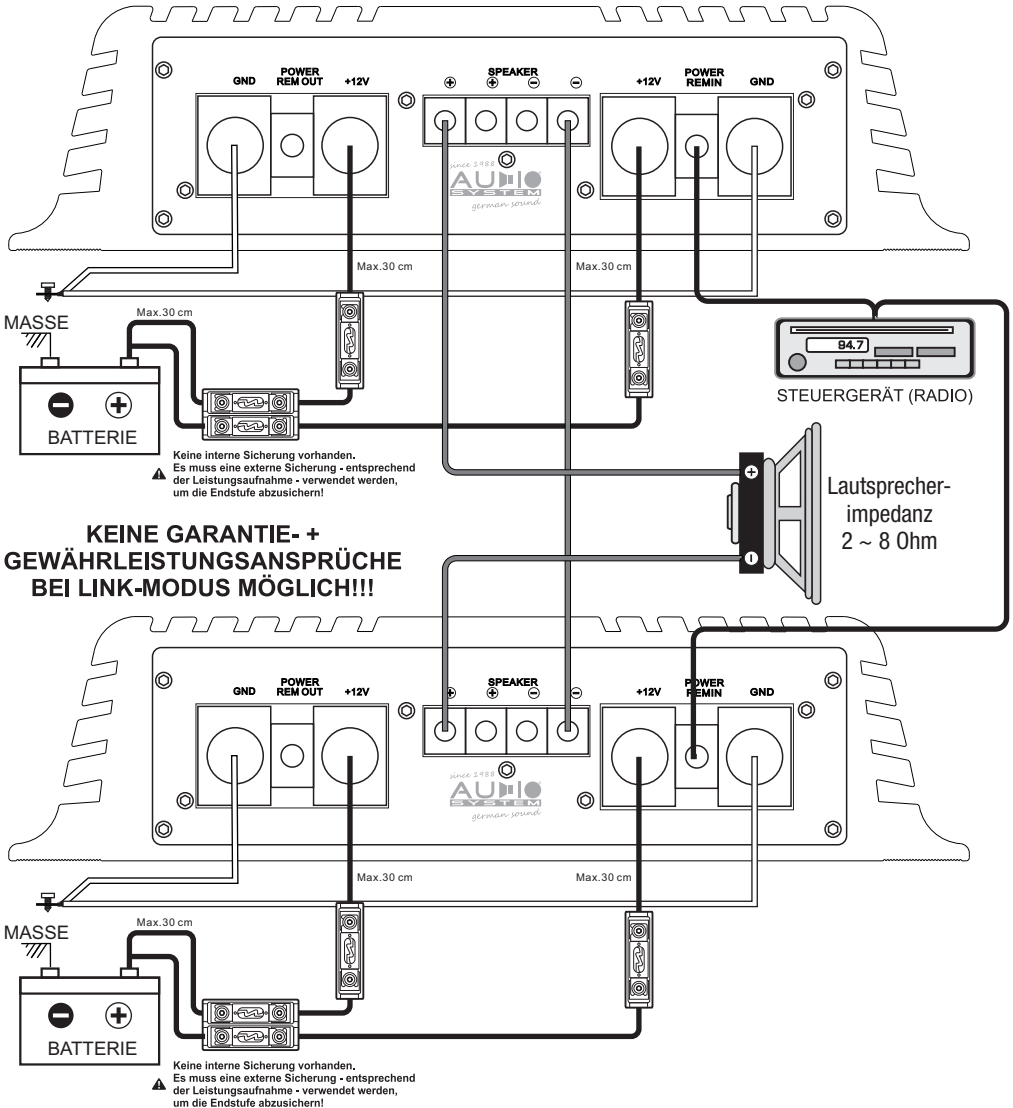 GND
POWER
REM OUT
+12V
SPEAKER
+12V
POWER
REMIN
GND
since 1988
AUDIO
SYSTEM
german sound
Max.30 cm
Max.30 cm
MASSE
Max.30 cm
BATTERIE
94.7
STEUERGERÄT (RADIO)
Keine interne Sicherung vorhanden.
Es muss eine externe Sicherung - entsprechend
der Leistungsaufnahme - verwendet werden,
um die Endstufe abzusichern!
KEINE GARANTIE- +
GEWÄHRLEISTUNGSANSPRÜCHE
BEI LINK-MODUS MÖGLICH!!!
Lautsprecher-
impedanz
2 ~ 8 Ohm
GND
POWER
REM OUT
+12V
SPEAKER
+12V
POWER
REMIN
GND
since 1988
AUDIO
SYSTEM
german sound
Max.30 cm
Max.30 cm
MASSE
Max.30 cm
BATTERIE
Keine interne Sicherung vorhanden.
Es muss eine externe Sicherung - entsprechend
der Leistungsaufnahme - verwendet werden,
um die Endstufe abzusichern!